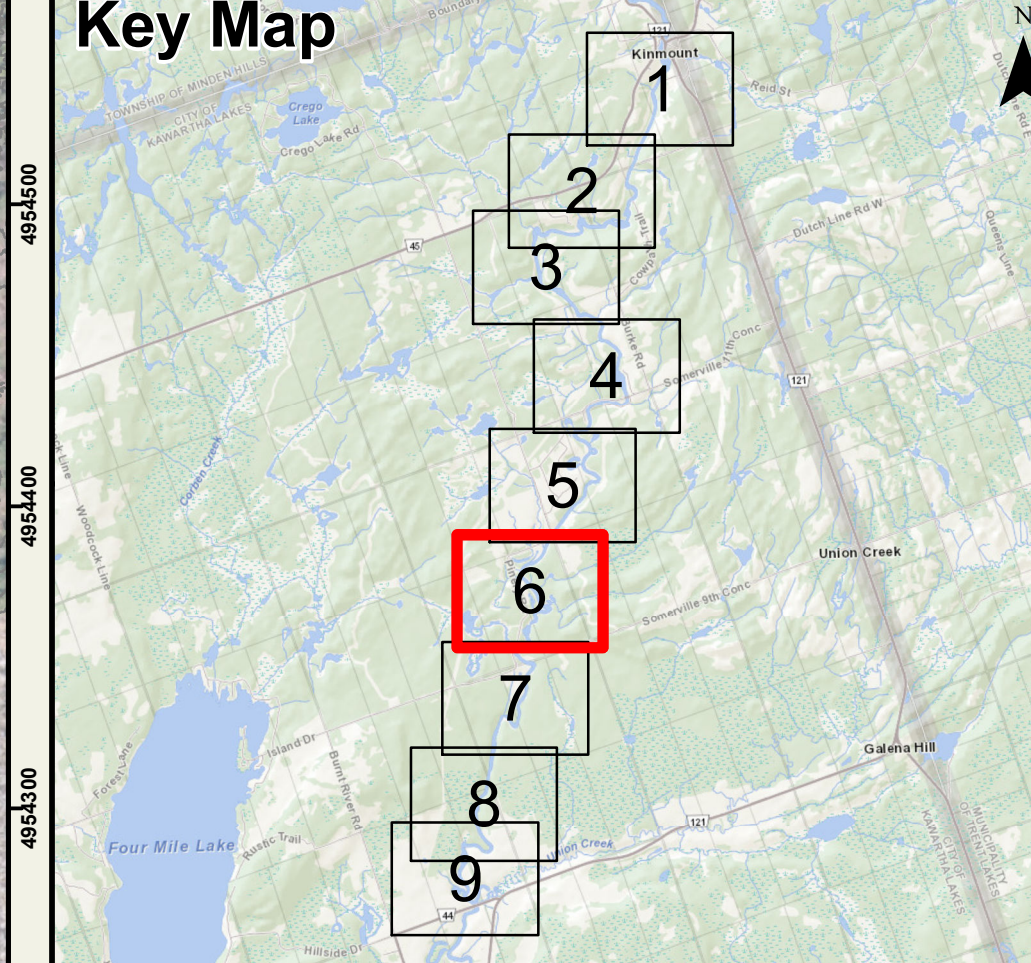 Key Map
N
Boundary
121
Kinmount
1
Reid St
TOWNSHIP OF MINDEN HILLS
CITY OF
KAWARTHA LAKES
Crego
Lake
Crego Lake Rd
4954500
2
Dutch Line Rd W
Queens Line
45
3
Burke Rd
Somerville 11th Conc
4
121
Corben Creek
5
4954400
Woodcock Line
Union Creek
6
Somerville 9th Conc
7
Island Dr
Galena Hill
Forest Lane
Burnt River Rd
4954300
8
121
Four Mile Lake
Rustic Trail
Union Creek
9
44
Hillside Dr
CITY OF
KAWARTHA LAKES
MUNICIPALITY
OF TRENT LAKES